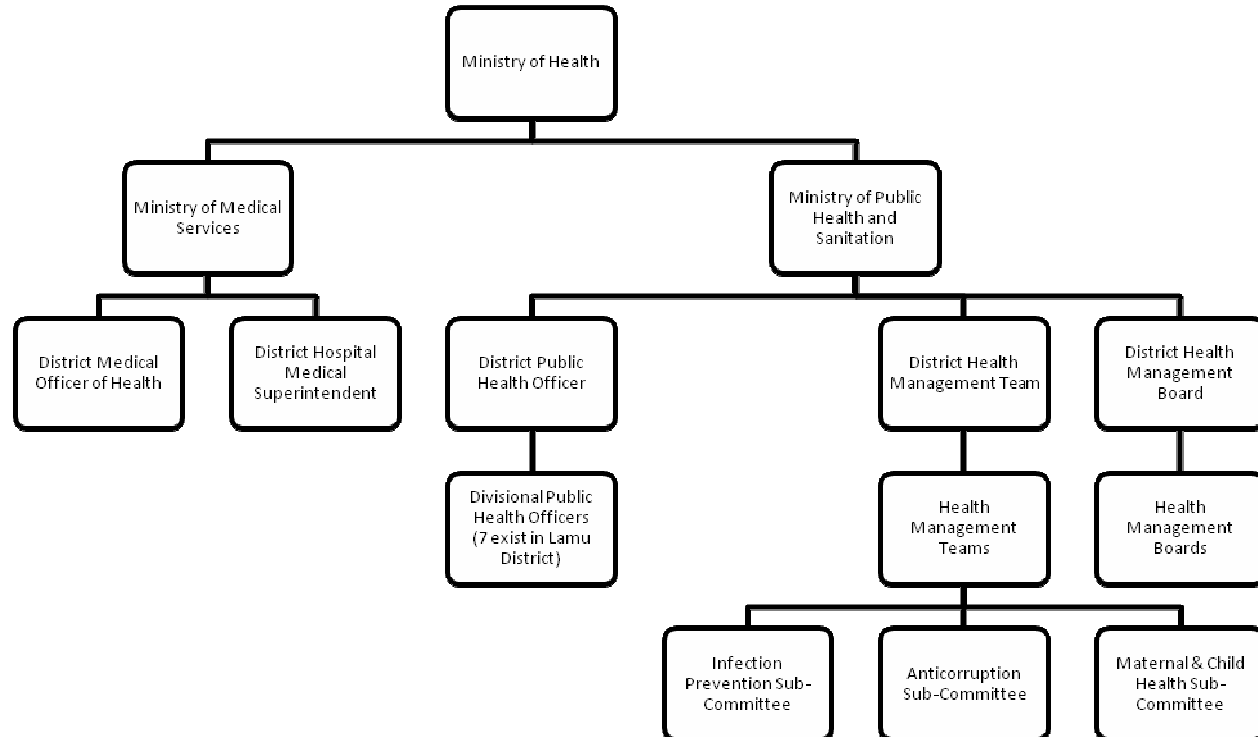 Ministry of Health
Ministry of Medical
Services
Ministry of Public
Health and
Sanitation
District Medical
Officer of Health
District Hospital
Medical
Superintendent
District Public
Health Officer
District Health
Management Team
District Health
Management
Board
Divisional Public
Health Officers
(7 exist in Lamu
District)
Health
Management
Teams
Health
Management
Boards
Infection
Prevention Sub-
Committee
Anticorruption
Sub-Committee
Maternal & Child
Health Sub-
Committee